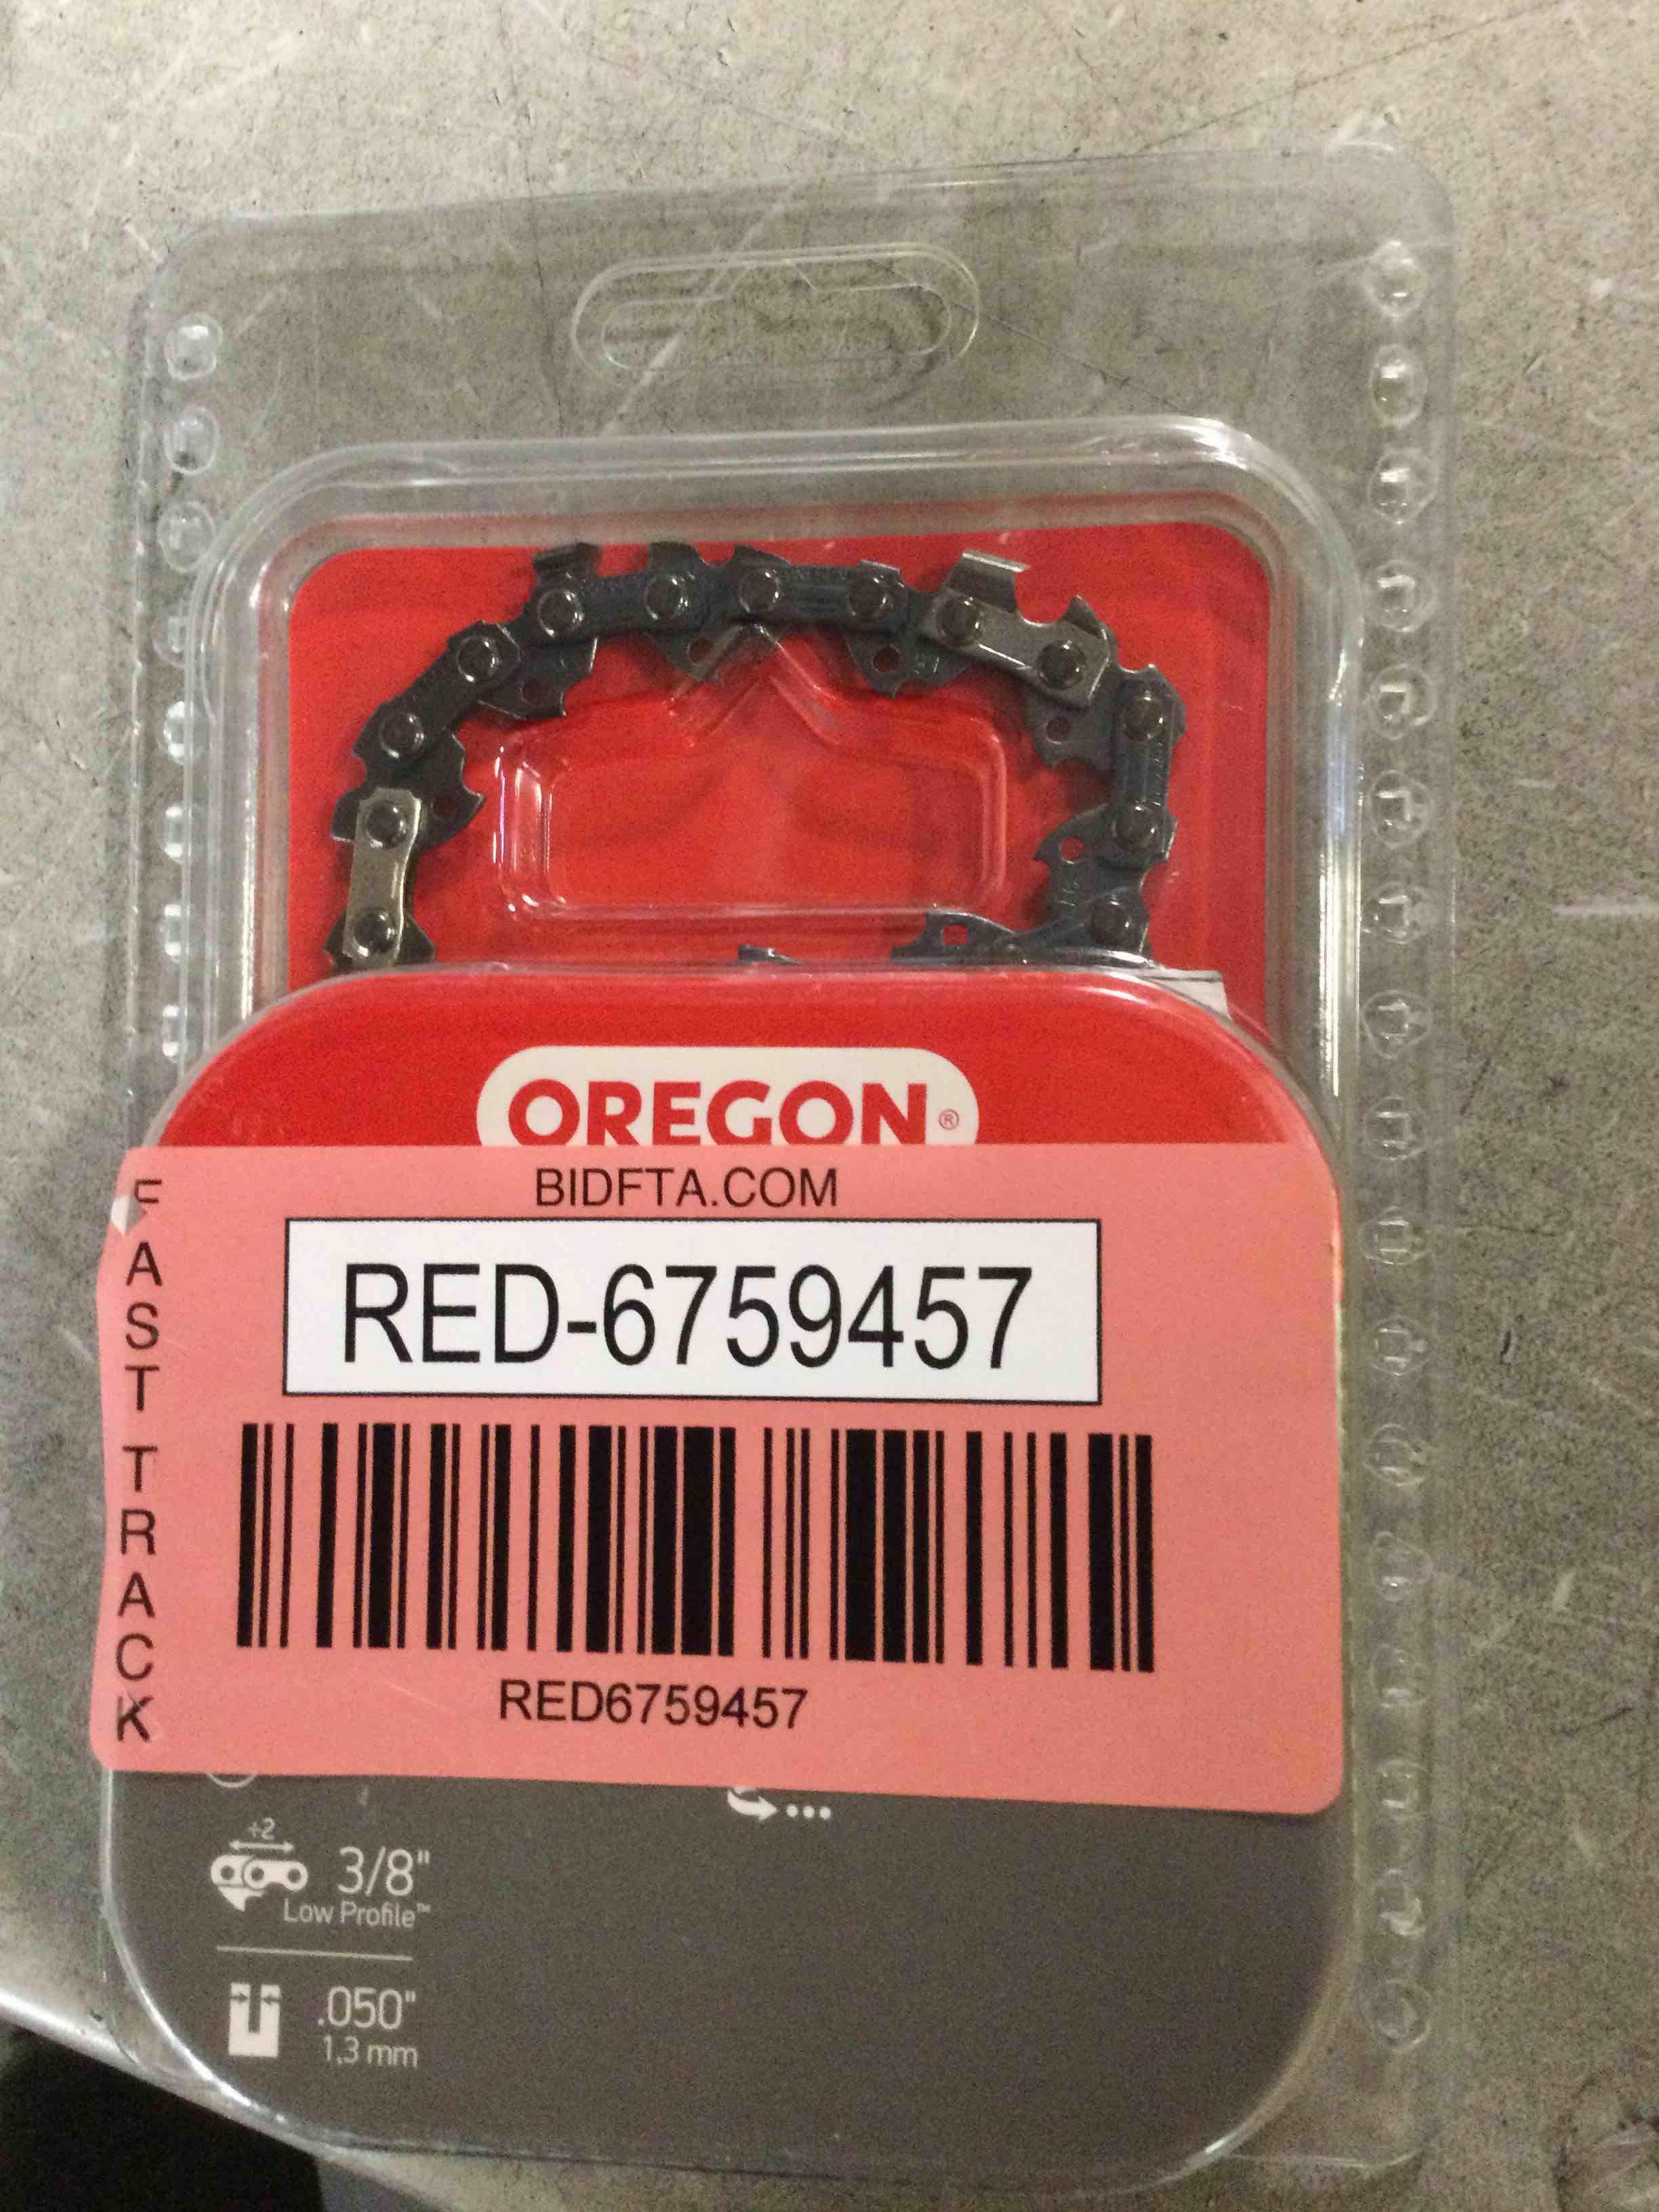 OREGON®
BIDFTA.COM
FAST TRACK
RED-6759457
RED6759457
÷2
3/8"
Low Profile™
.050"
1,3 mm